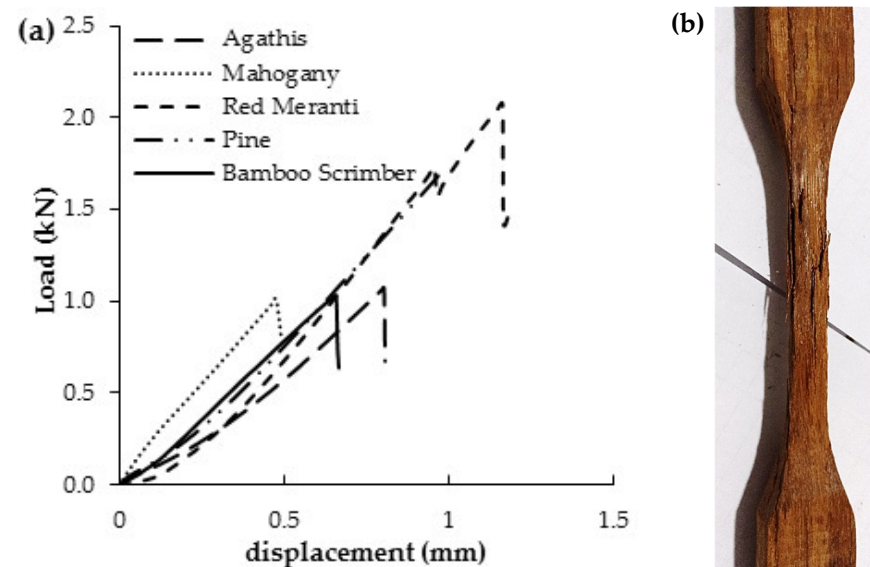 (a)
2.5
2.0
1.5
1.0
0.5
0.0
Load (kN)
Agathis
Mahogany
Red Meranti
Pine
Bamboo Scrimber
0
0.5
1
1.5
displacement (mm)
(b)